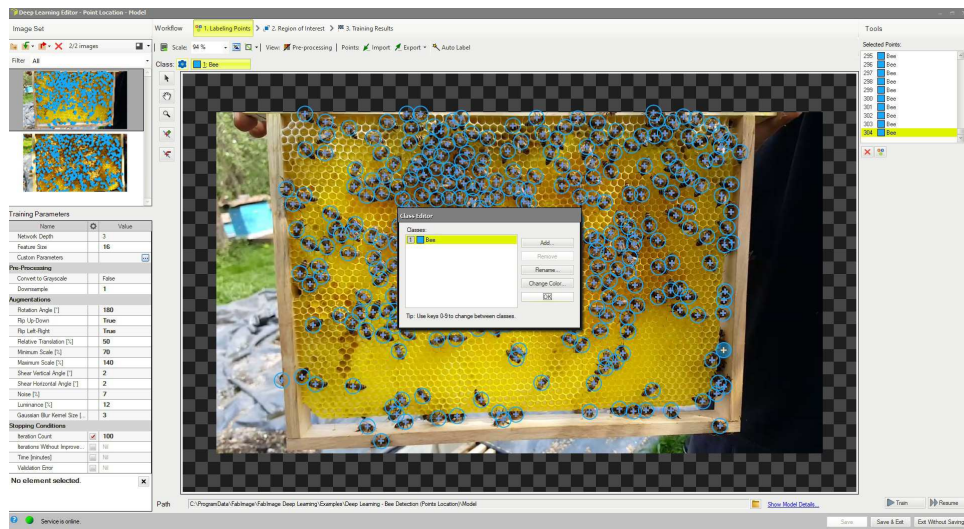 Deep Learning Editor - Point Location - Model
Image Set
Workflow
1. Labeling Points
2. Region of Interest
3. Training Results
Tools
2/2 images
Scale: 94 %
View: Pre-processing
Points: Import
Export
Auto Label
Selected Points:
Filter All
Class: 1: Bee
295 Bee
296 Bee
297 Bee
298 Bee
299 Bee
300 Bee
301 Bee
302 Bee
303 Bee
304 Bee
Class Editor
Classes:
1 Bee
Add...
Remove
Rename...
Change Color...
OK
Tip: Use keys 0-9 to change between classes.
Training Parameters
Name Value
Network Depth 3
Feature Size 16
Custom Parameters
Pre-Processing
Convert to Grayscale False
Downsample 1
Augmentations
Rotation Angle [°] 180
Flip Up-Down True
Flip Left-Right True
Relative Translation [%] 50
Minimum Scale [%] 70
Maximum Scale [%] 140
Shear Vertical Angle [°] 2
Shear Horizontal Angle [°] 2
Noise [%] 7
Luminance [%] 12
Gaussian Blur Kernel Size [... 3
Stopping Conditions
Iteration Count 100
Iterations Without Improve... Nil
Time [minutes] Nil
Validation Error Nil
No element selected.
Path C:\ProgramData\FabImage\FabImage Deep Learning\Examples\Deep Learning - Bee Detection (Points Location)\Model
Show Model Details...
Train
Resume
Service is online.
Save
Save & Exit
Exit Without Saving